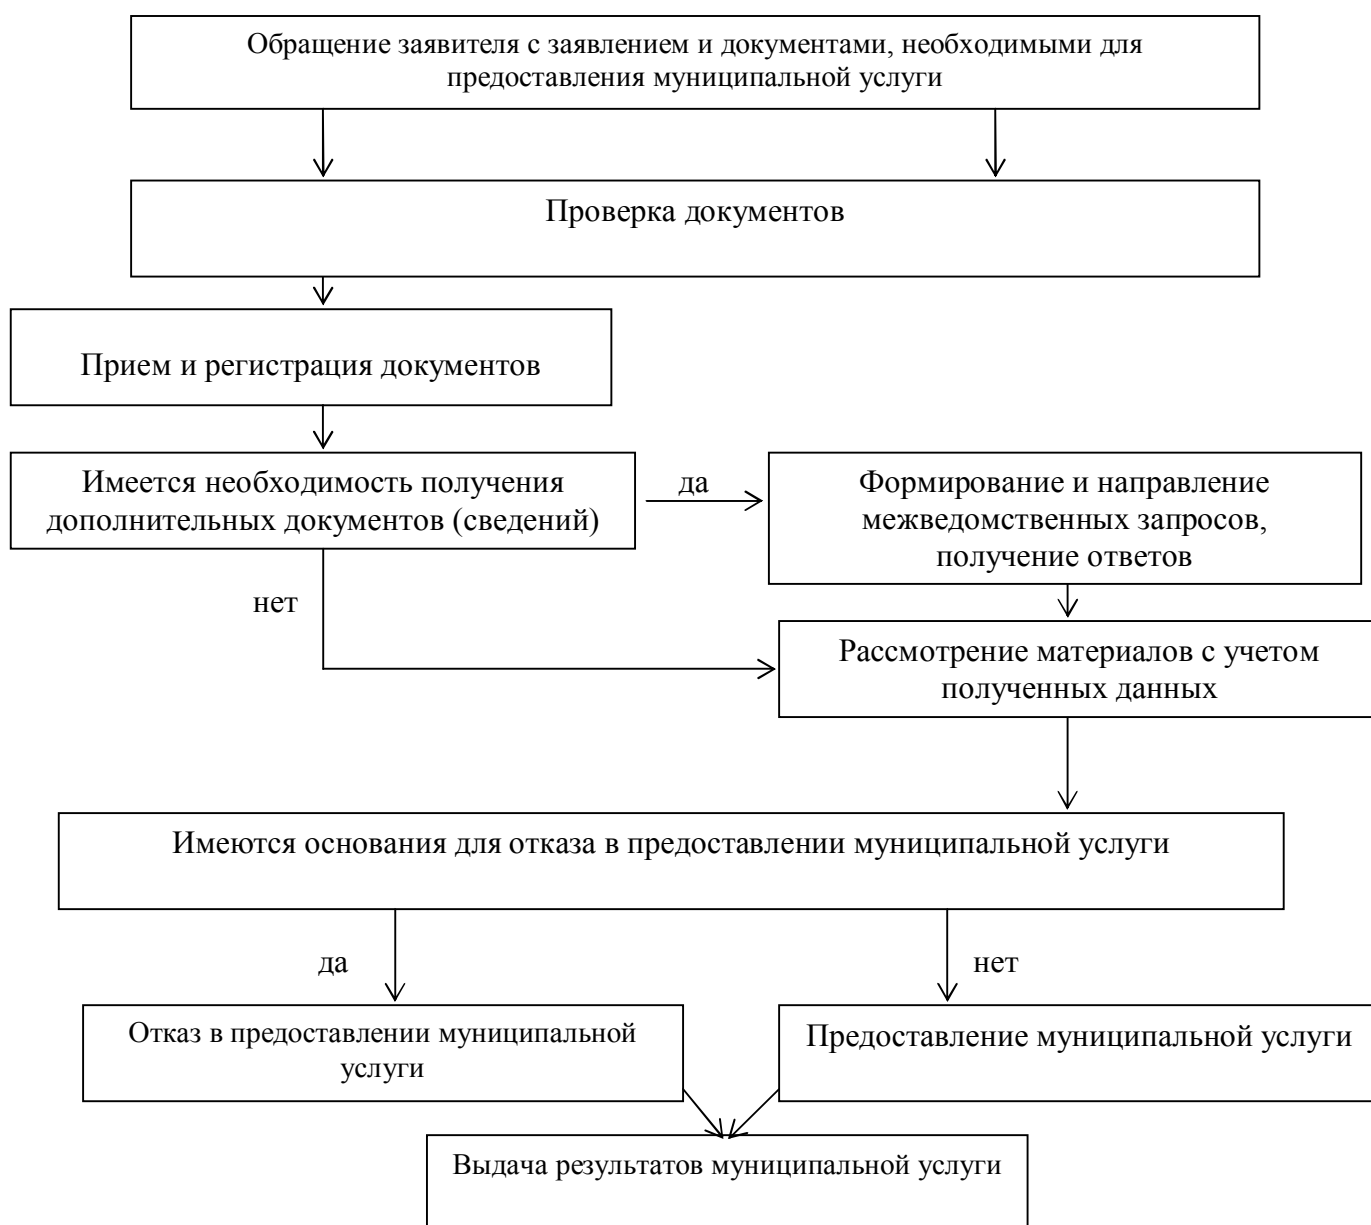 Обращение заявителя с заявлением и документами, необходимыми для
предоставления муниципальной услуги
Проверка документов
Прием и регистрация документов
Имеется необходимость получения
дополнительных документов (сведений)
да
Формирование и направление
межведомственных запросов,
получение ответов
нет
Рассмотрение материалов с учетом
полученных данных
Имеются основания для отказа в предоставлении муниципальной услуги
да
нет
Отказ в предоставлении муниципальной
услуги
Предоставление муниципальной услуги
Выдача результатов муниципальной услуги